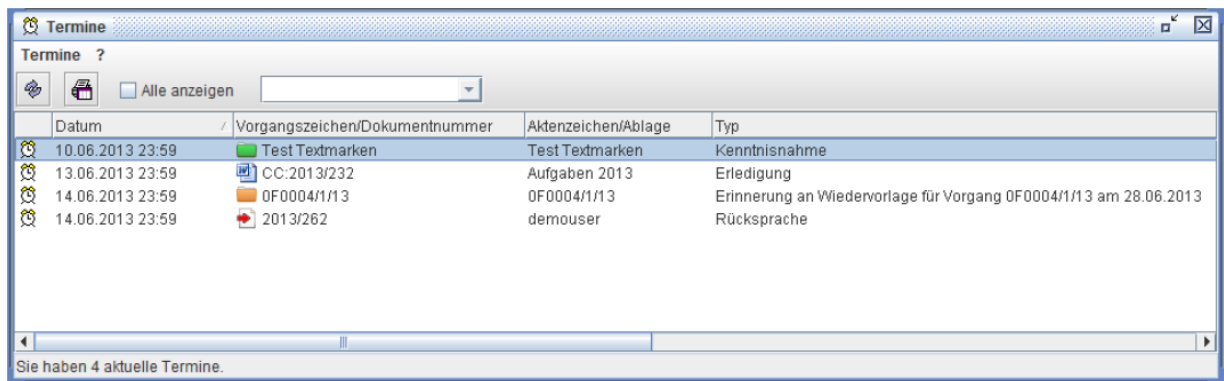 Termine
Termine ?
Alle anzeigen
Datum Vorgangszeichen/Dokumentnummer Aktenzeichen/Ablage Typ
10.06.2013 23:59 Test Textmarken Test Textmarken Kenntnisnahme
13.06.2013 23:59 CC:2013/232 Aufgaben 2013 Erledigung
14.06.2013 23:59 0F0004/1/13 0F0004/1/13 Erinnerung an Wiedervorlage für Vorgang 0F0004/1/13 am 28.06.2013
14.06.2013 23:59 2013/262 demouser Rücksprache
Sie haben 4 aktuelle Termine.